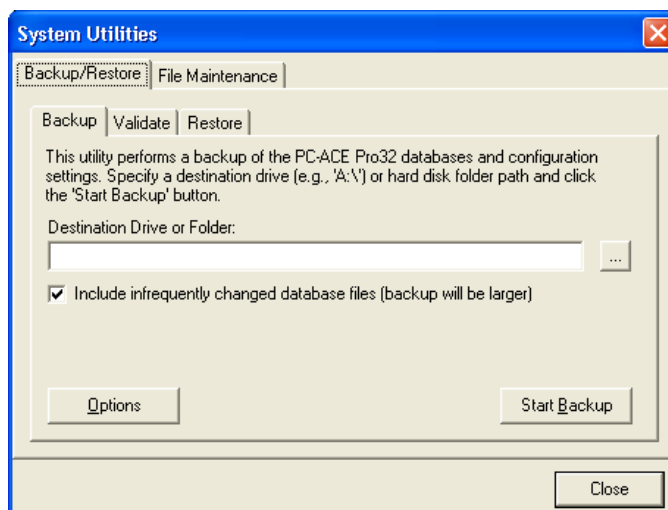 System Utilities
Backup/Restore File Maintenance
Backup Validate Restore
This utility performs a backup of the PC-ACE Pro32 databases and configuration
settings. Specify a destination drive (e.g., 'A:\') or hard disk folder path and click
the 'Start Backup' button.
Destination Drive or Folder:
...
Include infrequently changed database files (backup will be larger)
Options Start Backup
Close